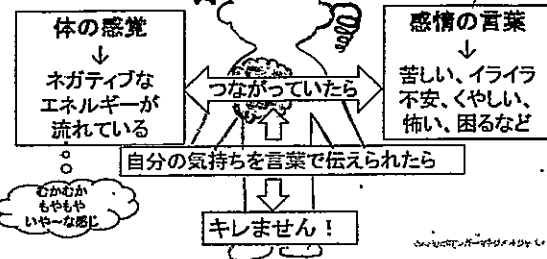 体の感覚
↓
ネガティブな
エネルギーが
流れている
むかむか
もやもや
いや～な感じ
つながっていたら
感情の言葉
↓
苦しい、イライラ
不安、くやしい、
怖い、困るなど
自分の気持ちを言葉で伝えられたら
キレません！